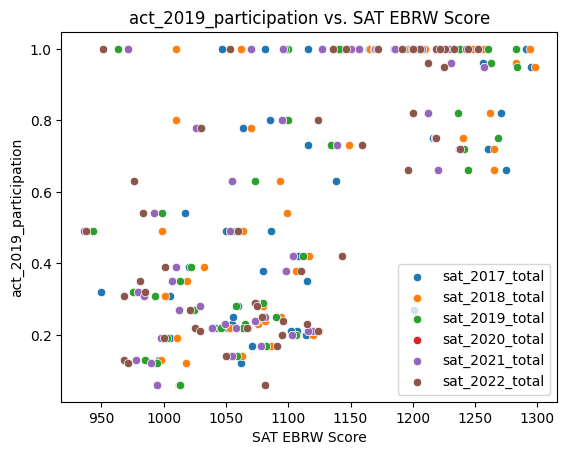 act_2019_participation vs. SAT EBRW Score
act_2019_participation
1.0
0.8
0.6
0.4
0.2
sat_2017_total
sat_2018_total
sat_2019_total
sat_2020_total
sat_2021_total
sat_2022_total
950 1000 1050 1100 1150 1200 1250 1300
SAT EBRW Score